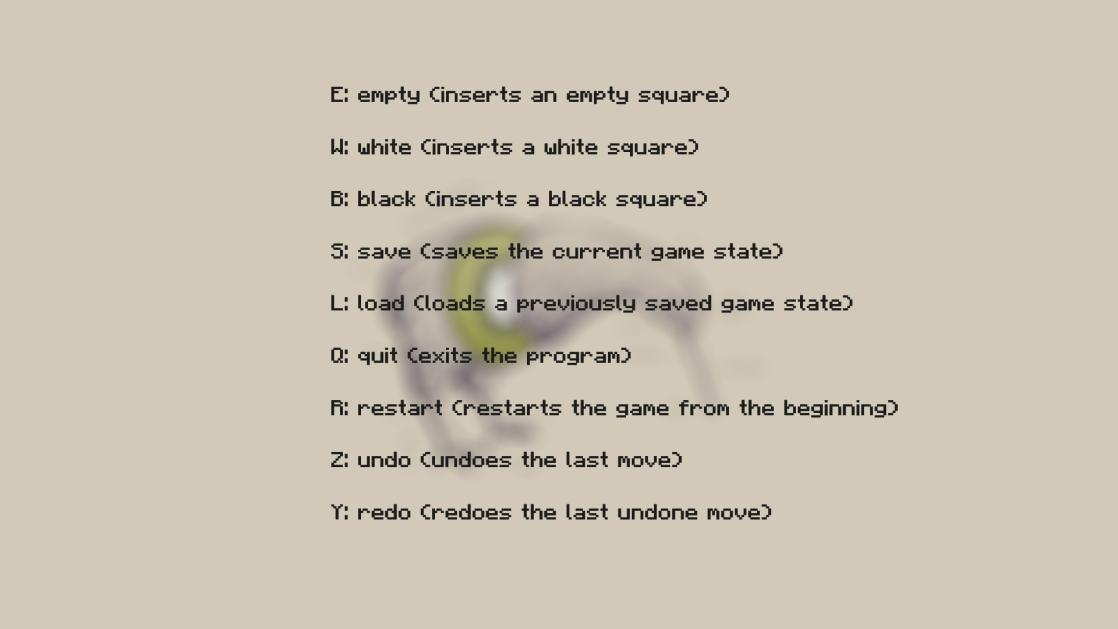 E: empty (inserts an empty square)
W: white (inserts a white square)
B: black (inserts a black square)
S: save (saves the current game state)
L: load (loads a previously saved game state)
Q: quit (exits the program)
R: restart (restarts the game from the beginning)
Z: undo (undoes the last move)
Y: redo (redoes the last undone move)